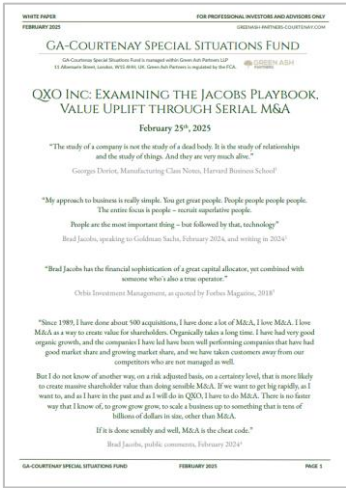 WHITE PAPER FOR PROFESSIONAL INVESTORS AND ADVISORS ONLY
FEBRUARY 2025 GREENASH-PARTNERS-COURTENAY.COM
GA-Courtenay Special Situations Fund
GA-Courtenay Special Situations Fund is managed within Green Ash Partners LLP
11 Albemarle Street, London, W1S 4HH, UK. Green Ash Partners is regulated by the FCA.
GREEN ASH
PARTNERS
QXO Inc: Examining the Jacobs Playbook,
Value Uplift through Serial M&A
February 25th, 2025
“The study of a company is not the study of a dead body. It is the study of relationships
and the study of things. And they are very much alive.”
Georges Doriot, Manufacturing Class Notes, Harvard Business School¹
“My approach to business is really simple. You get great people. People people people people.
The entire focus is people – recruit superlative people.
People are the most important thing – but followed by that, technology”
Brad Jacobs, speaking to Goldman Sachs, February 2024, and writing in
“Brad Jacobs has the financial sophistication of a great capital allocator, yet combined with
someone's also a true operator.”
Orbis Investment Management, as quoted by Forbes Magazine, 2018
“Since 1989, I have done about 500 acquisitions, I have done a lot of M&A, I love M&A. I love
M&A as a way to create value for shareholders. Organically takes a long time. I have had very good
organic growth, and the companies I have led have been well performing companies that have had
good market share and growing market share, and we have taken customers away from our
competitors who are not managed as well.
But I do not know of another way, on a risk adjusted basis, on a certainty level, that is more likely
to create massive shareholder value than doing sensible M&A. If we want to get big rapidly, as I
want to, and as I have in the past and as I will do in QXO, I have to do M&A. There is no faster
way that I know of, to grow grow grow, to scale a business up to something that is tens of
billions of dollars in size, other than M&A.
If it is done sensibly and well, M&A is the cheat code.”
Brad Jacobs, public comments, February 2024
GA-COURTENAY SPECIAL SITUATIONS FUND FEBRUARY 2025 PAGE 1